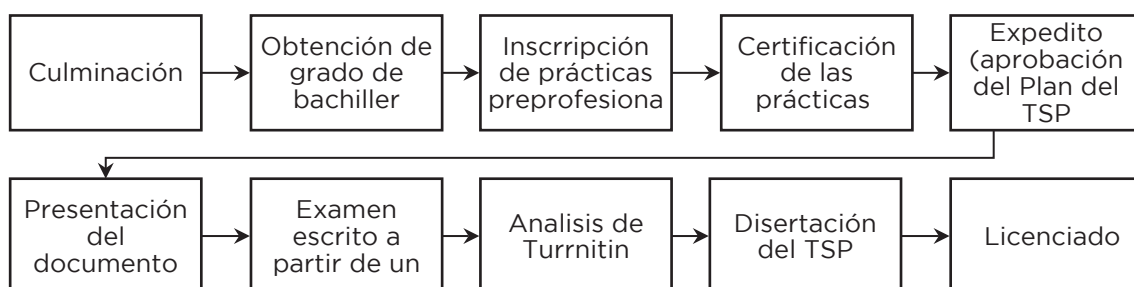 Culminación
Obtención de
grado de
bachiller
Inscrripción
de prácticas
preprofesiona
Certificación
de las
prácticas
Expedito
(aprobación
del Plan del
TSP
Presentación
del
documento
Examen
escrito a
partir de un
Analisis de
Turrnitin
Disertación
del TSP
Licenciado